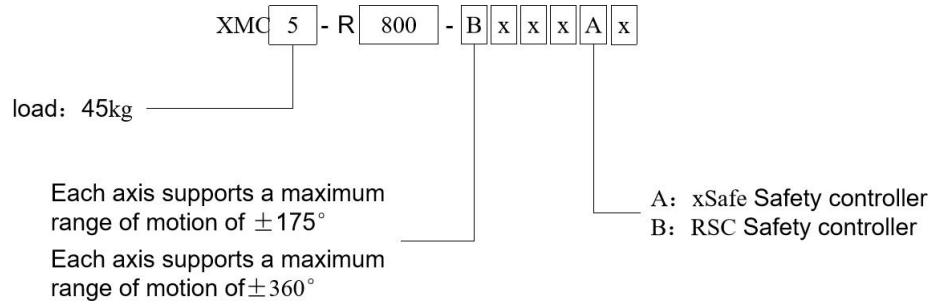 XMC 5 - R 800 - B x x x A x
load：45kg
Each axis supports a maximum
range of motion of ±175°
Each axis supports a maximum
range of motion of±360°
A：xSafe Safety controller
B：RSC Safety controller